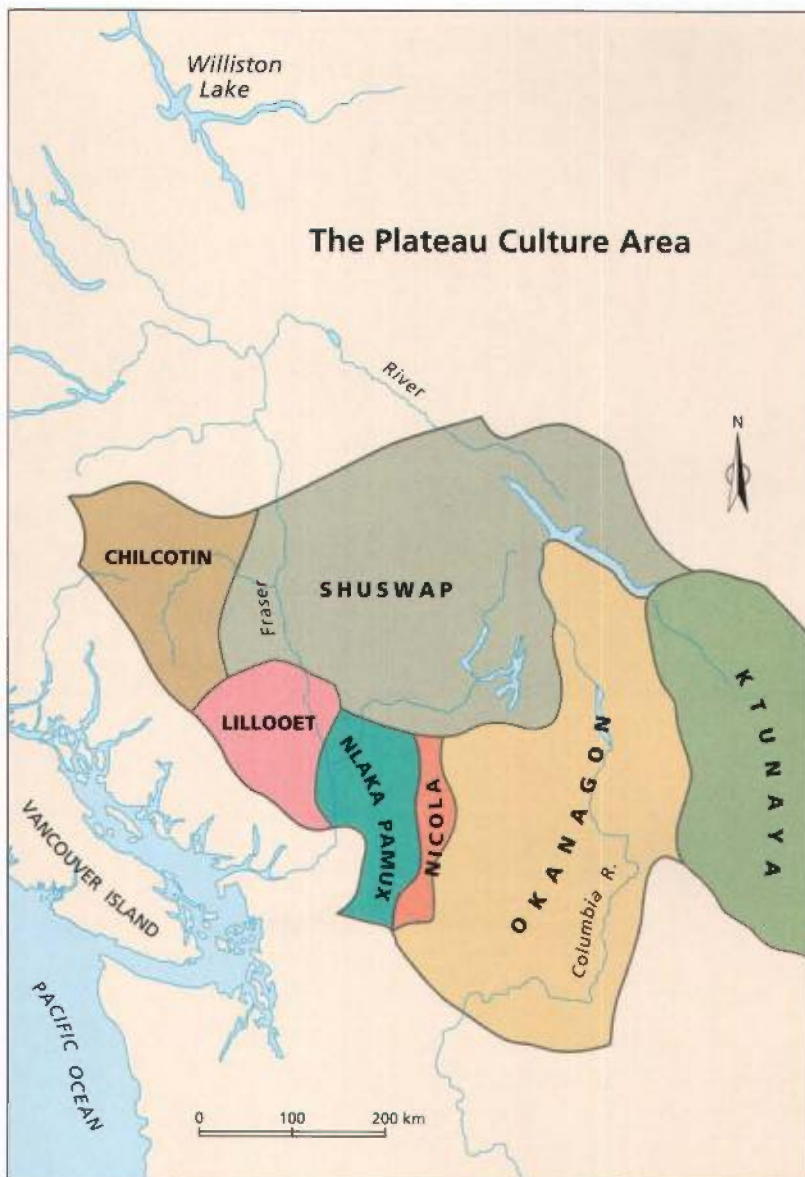 Williston
Lake
The Plateau Culture Area
River
N
CHILCOTIN
SHUSWAP
Fraser
KTUNAYA
LILLOOET
NLAKA PAMUX
NICOLA
OKANAGON
VANCOUVER ISLAND
Columbia R.
PACIFIC OCEAN
0 100 200 km